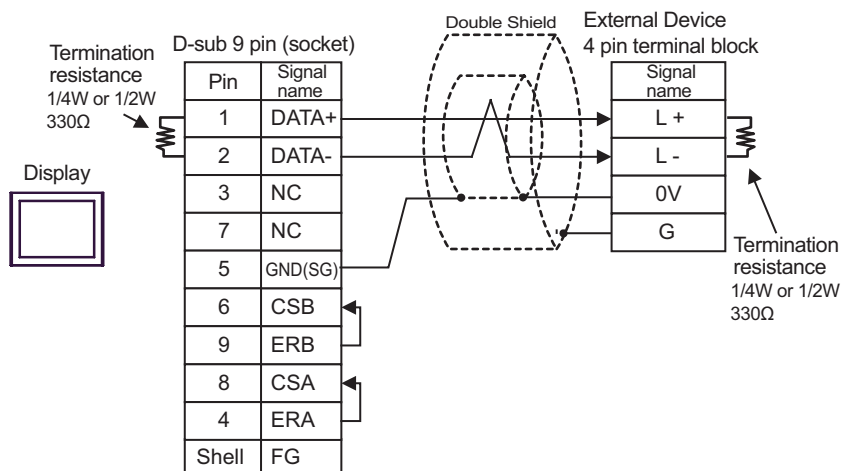 Double Shield
External Device
4 pin terminal block
D-sub 9 pin (socket)
Termination
resistance
1/4W or 1/2W
330Ω
Display
Pin Signal name
1 DATA+
2 DATA-
3 NC
7 NC
5 GND(SG)
6 CSB
9 ERB
8 CSA
4 ERA
Shell FG
Signal name
L +
L -
0V
G
Termination
resistance
1/4W or 1/2W
330Ω